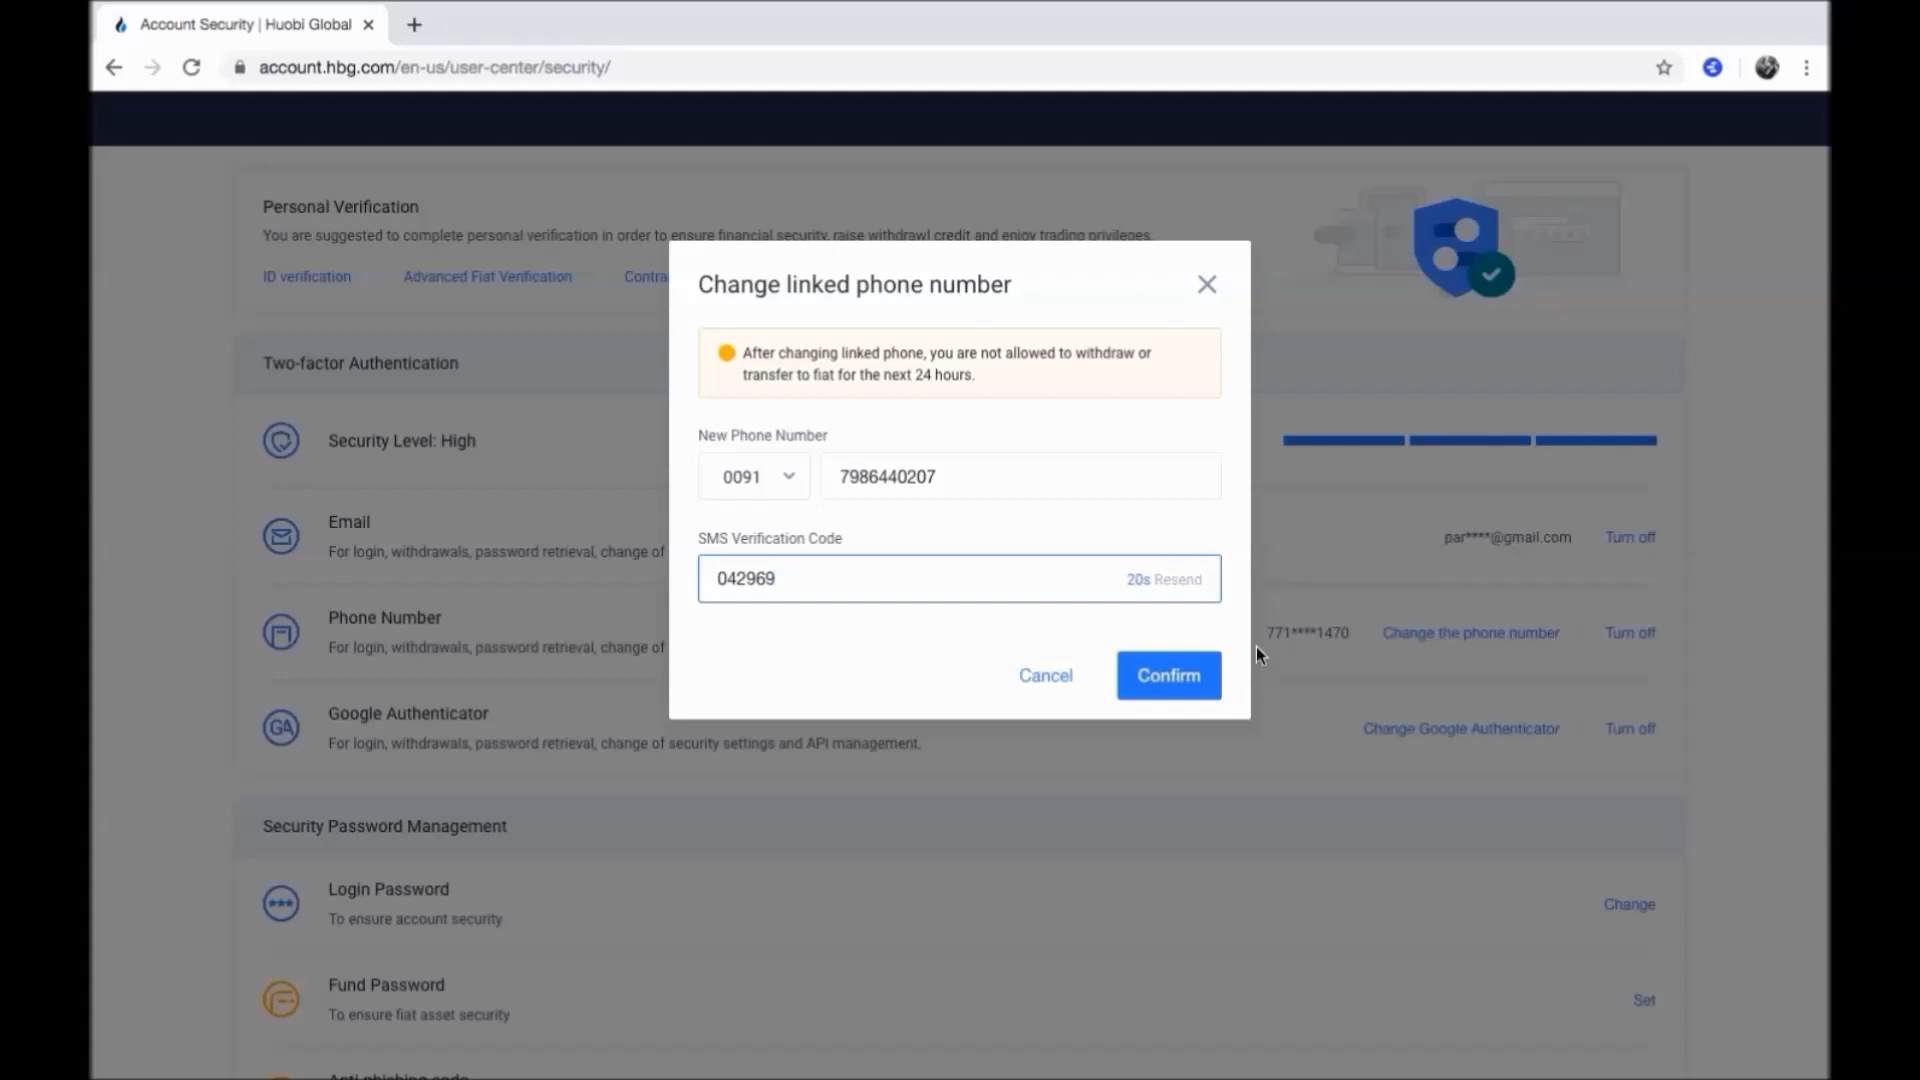 Account Security | Huobi Global
account.hbg.com/en-us/user-center/security/
Personal Verification
You are suggested to complete personal verification in order to ensure financial security, raise withdrawl credit and enjoy trading privileges.
ID verification Advanced Fiat Verification Contra
Change linked phone number
After changing linked phone, you are not allowed to withdraw or
transfer to fiat for the next 24 hours.
New Phone Number
0091 7986440207
SMS Verification Code
042969 20s Resend
Cancel Confirm
Two-factor Authentication
Security Level: High
Email
For login, withdrawals, password retrieval, change of
par****@gmail.com Turn off
Phone Number
For login, withdrawals, password retrieval, change of
771****1470 Change the phone number Turn off
Google Authenticator
For login, withdrawals, password retrieval, change of security settings and API management.
Change Google Authenticator Turn off
GA
Security Password Management
Login Password
To ensure account security
Change
Fund Password
To ensure fiat asset security
Set